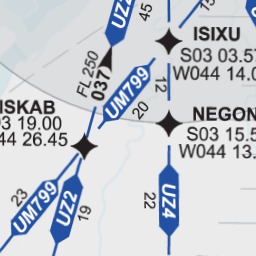 45
ISIXU
S03 03.57
W044 14.0
UZ2
FL 250
037
UM799
20
12
ISKAB
03 19.00
44 26.45
NEGON
S03 15.5
W044 13.
UM799
23
UZ2
19
22
UZ4